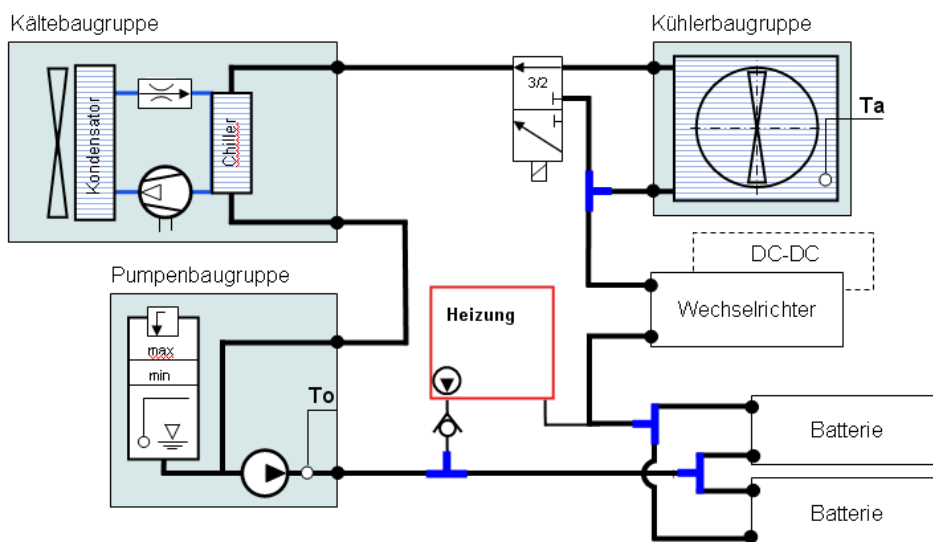 Kältebaugruppe
Kühlerbaugruppe
3/2
Ta
Kondensator
Chiller
DC-DC
Pumpenbaugruppe
Wechselrichter
Heizung
max
min
To
Batterie
Batterie